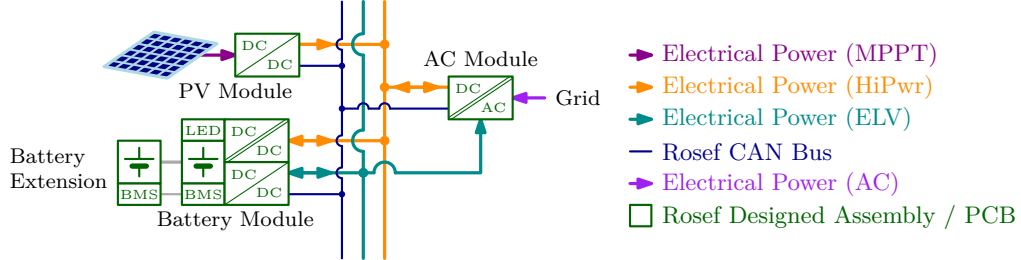 DC
DC
PV Module
AC Module
DC
AC
Grid
LED
DC
DC
Battery
Extension
BMS
BMS
DC
DC
Battery Module
Electrical Power (MPPT)
Electrical Power (HiPwr)
Electrical Power (ELV)
Rosef CAN Bus
Electrical Power (AC)
Rosef Designed Assembly / PCB